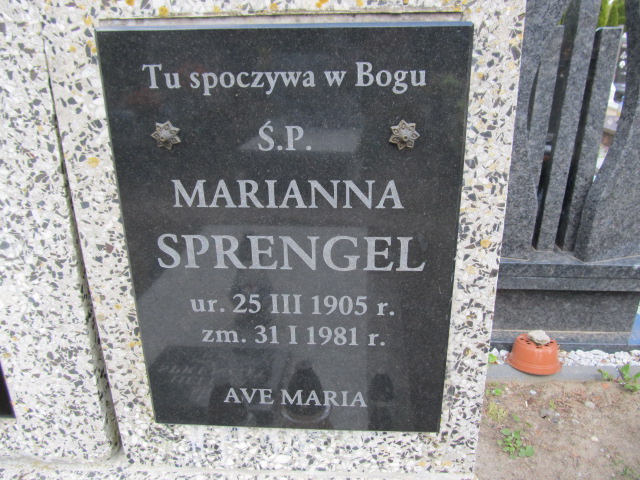 Tu spoczywa w Bogu
Ś.P.
MARIANNA
SPRENGEL
ur. 25 III 1905 r.
zm. 31 I 1981 r.
AVE MARIA